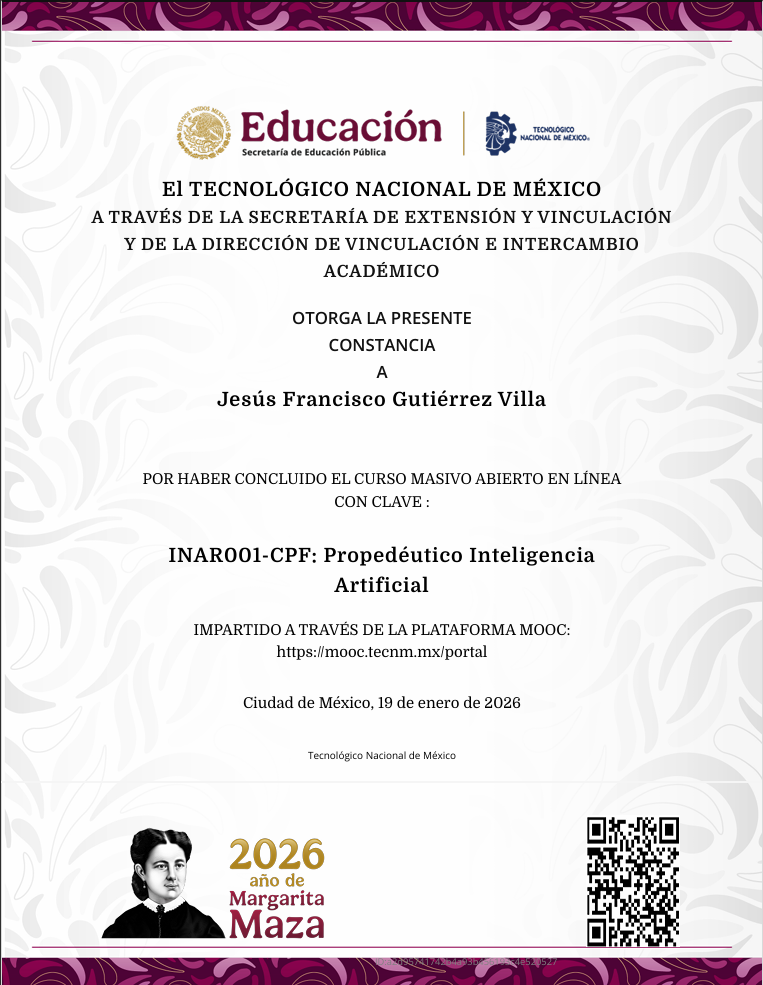 ESTADOS UNIDOS MEXICANOS
Educación
Secretaría de Educación Pública
TECNOLÓGICO
NACIONAL DE MÉXICO®
El TECNOLÓGICO NACIONAL DE MÉXICO
A TRAVÉS DE LA SECRETARÍA DE EXTENSIÓN Y VINCULACIÓN
Y DE LA DIRECCIÓN DE VINCULACIÓN E INTERCAMBIO
ACADÉMICO
OTORGA LA PRESENTE
CONSTANCIA
A
Jesús Francisco Gutiérrez Villa
POR HABER CONCLUIDO EL CURSO MASIVO ABIERTO EN LÍNEA
CON CLAVE :
INAR001-CPF: Propedéutico Inteligencia
Artificial
IMPARTIDO A TRAVÉS DE LA PLATAFORMA MOOC:
https://mooc.tecnm.mx/portal
Ciudad de México, 19 de enero de 2026
Tecnológico Nacional de México
2026
año de
Margarita
Maza